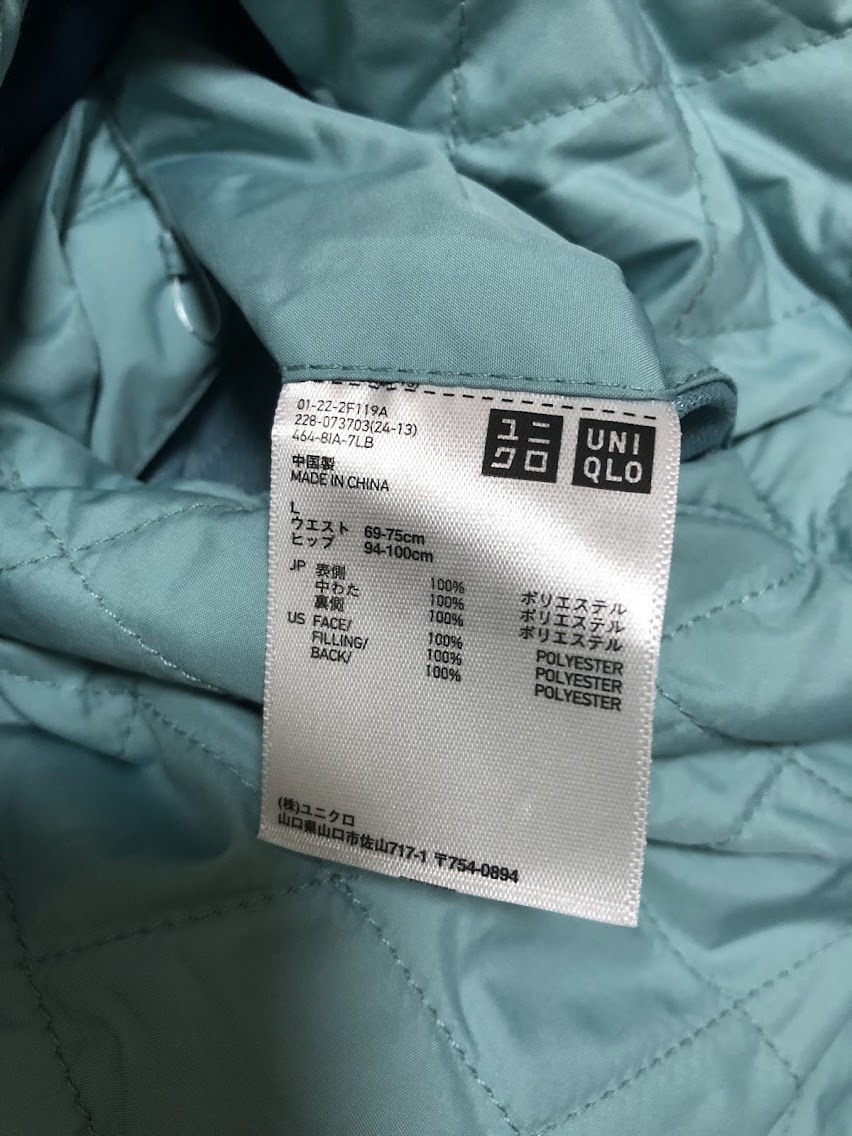 01-22-2F119A
228-073703(24-13)
464-8IA-7LB
ユニクロ
UNIQLO
中国製
MADE IN CHINA
L
ウエスト 69-75cm
ヒップ 94-100cm
JP 表側 100% ポリエステル
中わた 100% ポリエステル
裏側 100% ポリエステル
US FACE/ 100% POLYESTER
FILLING/ 100% POLYESTER
BACK/ 100% POLYESTER
(株)ユニクロ
山口県山口市佐山717-1 〒754-0894